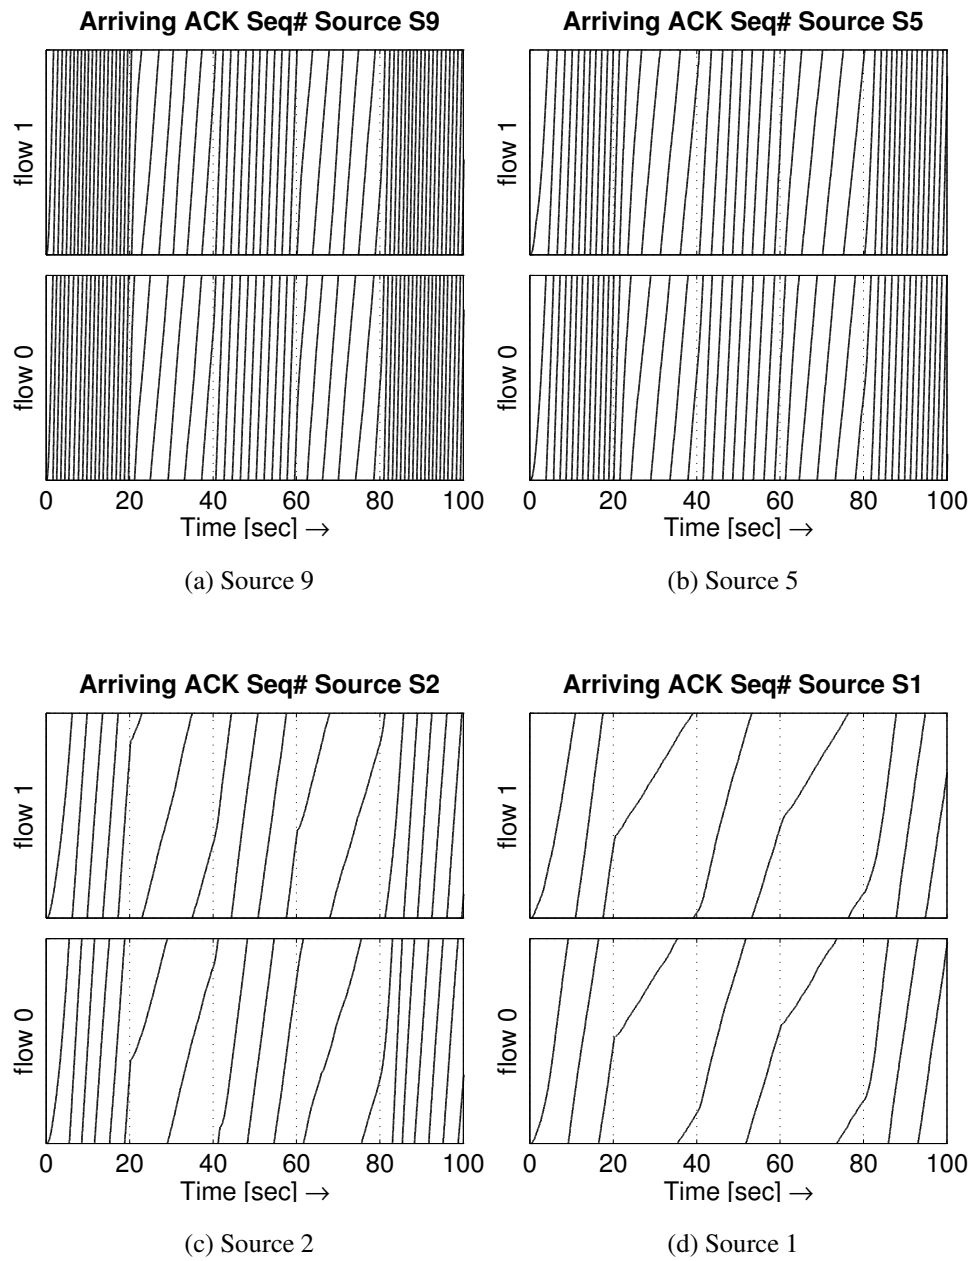 Arriving ACK Seq# Source S9
flow 1
flow 0
0 20 40 60 80 100
Time [sec] →
(a) Source 9
Arriving ACK Seq# Source S5
flow 1
flow 0
0 20 40 60 80 100
Time [sec] →
(b) Source 5
Arriving ACK Seq# Source S2
flow 1
flow 0
0 20 40 60 80 100
Time [sec] →
(c) Source 2
Arriving ACK Seq# Source S1
flow 1
flow 0
0 20 40 60 80 100
Time [sec] →
(d) Source 1